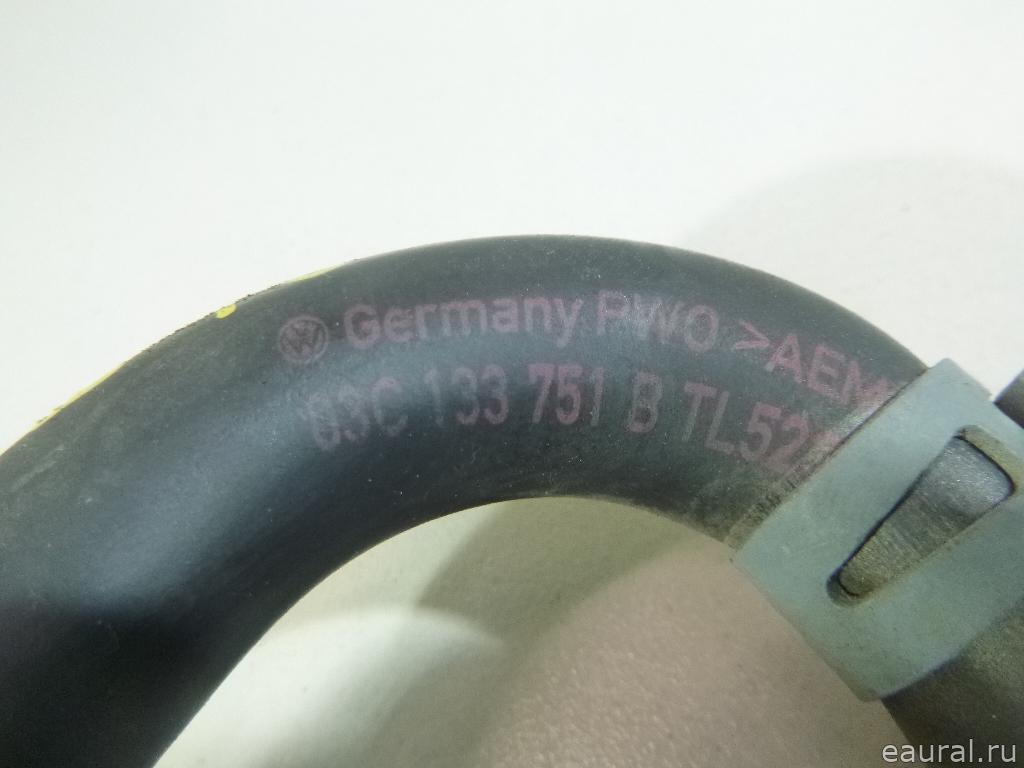 Germany PWO >AEM
03C 133 751 B TL52
eaural.ru